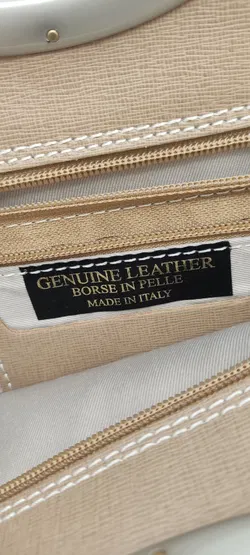 GENUINE LEATHER
BORSE IN PELLE
MADE IN ITALY